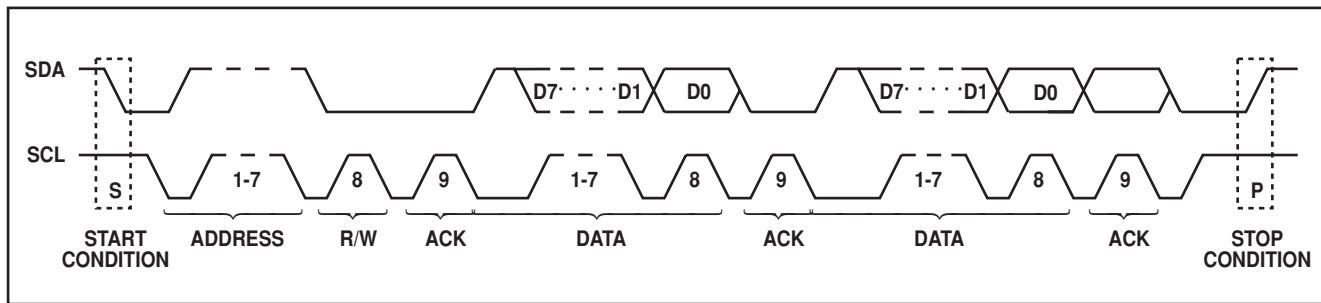 SDA D7 ······ D1 D0 D7 ······ D1 D0
SCL 1-7 8 9 1-7 8 9 1-7 8 9
S P
START CONDITION ADDRESS R/W ACK DATA ACK DATA ACK STOP CONDITION